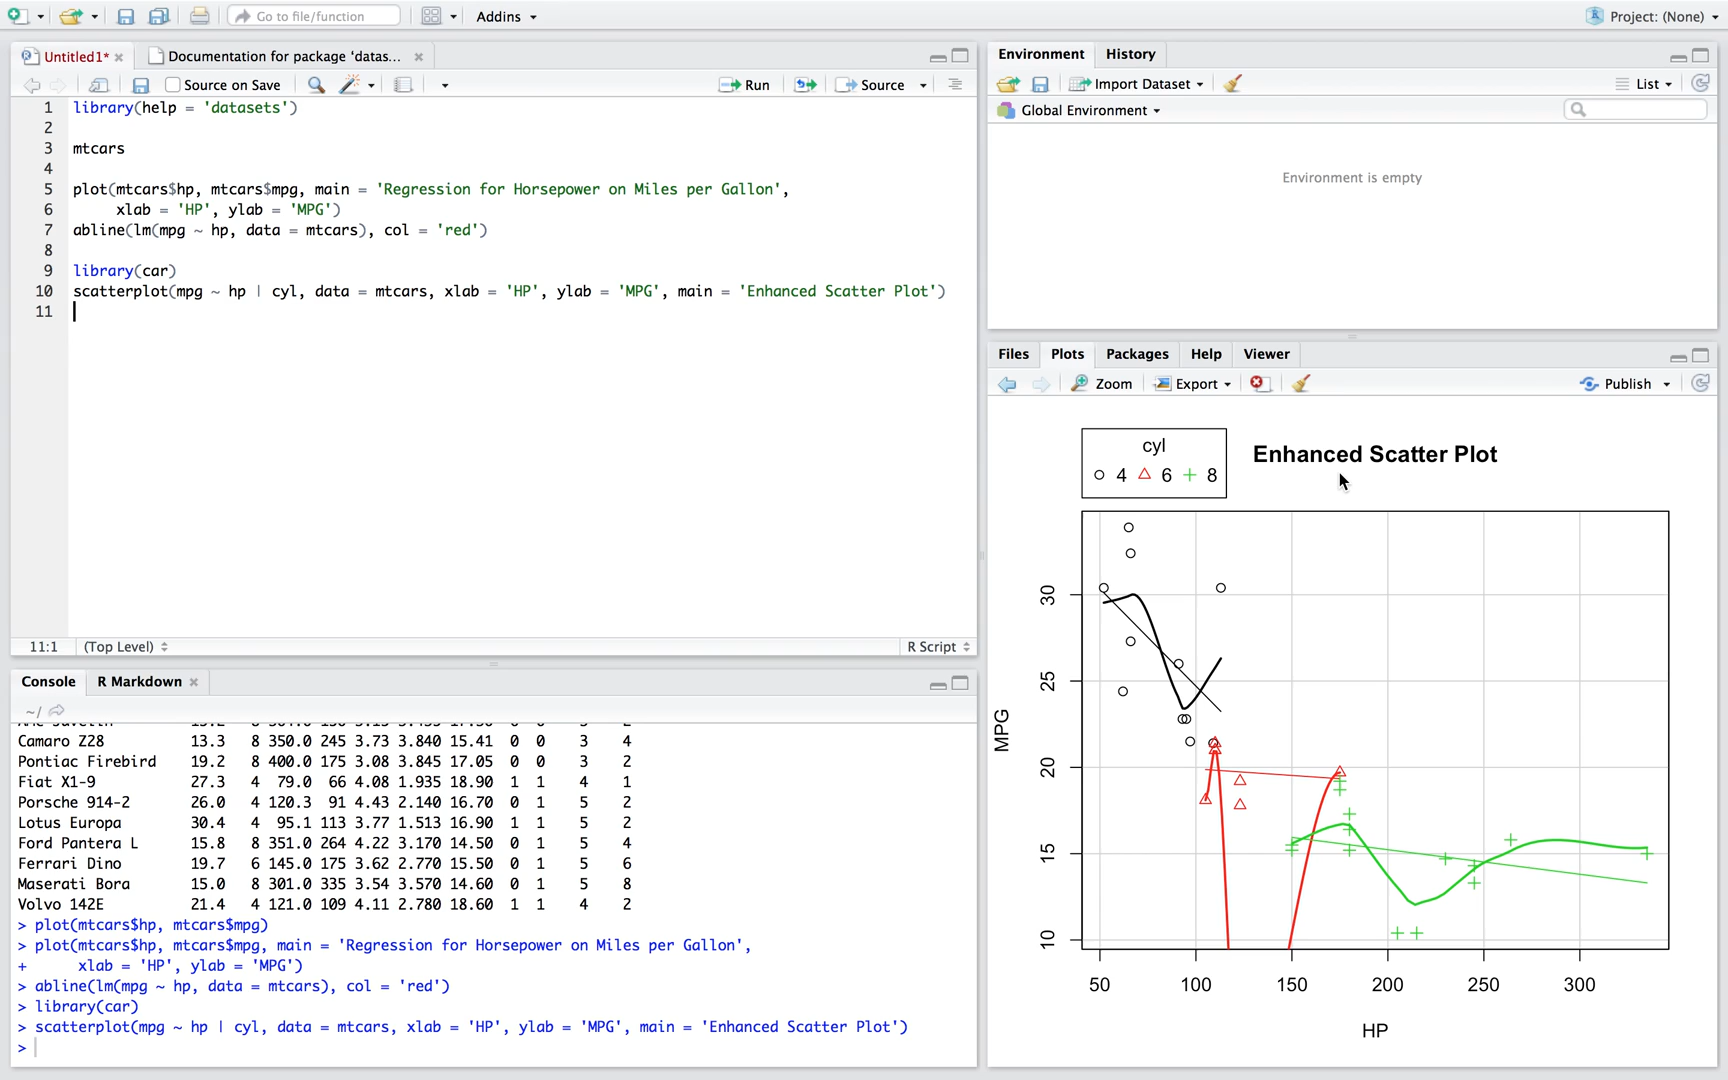 Go to file/function
Addins
Project: (None)
Untitled1*
Documentation for package ‘datas...
Source on Save
Run
Source
1 library(help = 'datasets')
2
3 mtcars
4
5 plot(mtcars$hp, mtcars$mpg, main = 'Regression for Horsepower on Miles per Gallon',
6 xlab = 'HP', ylab = 'MPG')
7 abline(lm(mpg ~ hp, data = mtcars), col = 'red')
8
9 library(car)
10 scatterplot(mpg ~ hp | cyl, data = mtcars, xlab = 'HP', ylab = 'MPG', main = 'Enhanced Scatter Plot')
11
11:1 (Top Level) R Script
Console R Markdown
~/
Camaro Z28 13.3 8 350.0 245 3.73 3.840 15.41 0 0 3 4
Pontiac Firebird 19.2 8 400.0 175 3.08 3.845 17.05 0 0 3 2
Fiat X1-9 27.3 4 79.0 66 4.08 1.935 18.90 1 1 4 1
Porsche 914-2 26.0 4 120.3 91 4.43 2.140 16.70 0 1 5 2
Lotus Europa 30.4 4 95.1 113 3.77 1.513 16.90 1 1 5 2
Ford Pantera L 15.8 8 351.0 264 4.22 3.170 14.50 0 1 5 4
Ferrari Dino 19.7 6 145.0 175 3.62 2.770 15.50 0 1 5 6
Maserati Bora 15.0 8 301.0 335 3.54 3.570 14.60 0 1 5 8
Volvo 142E 21.4 4 121.0 109 4.11 2.780 18.60 1 1 4 2
> plot(mtcars$hp, mtcars$mpg)
> plot(mtcars$hp, mtcars$mpg, main = 'Regression for Horsepower on Miles per Gallon',
+ xlab = 'HP', ylab = 'MPG')
> abline(lm(mpg ~ hp, data = mtcars), col = 'red')
> library(car)
> scatterplot(mpg ~ hp | cyl, data = mtcars, xlab = 'HP', ylab = 'MPG', main = 'Enhanced Scatter Plot')
>
Environment History
Import Dataset
List
Global Environment
Environment is empty
Files Plots Packages Help Viewer
Zoom Export
Publish
cyl
4 6 8
Enhanced Scatter Plot
30
25
20
15
10
MPG
50 100 150 200 250 300
HP